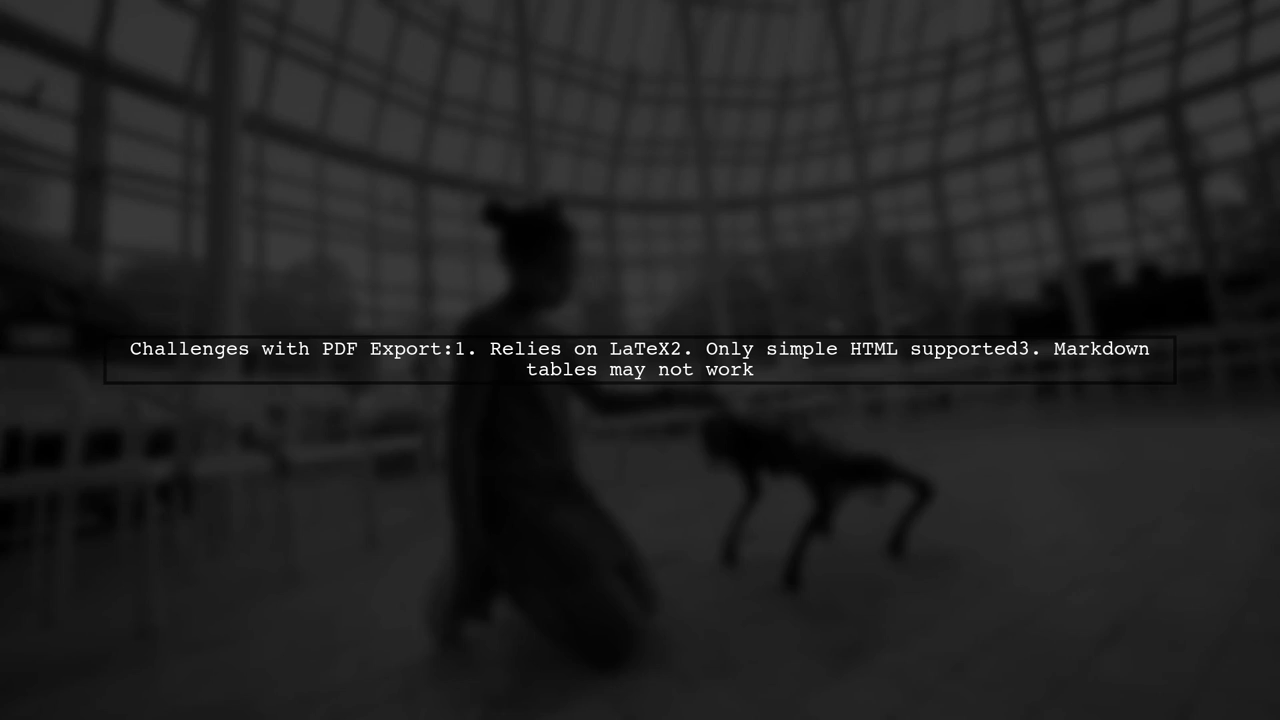 Challenges with PDF Export:1. Relies on LaTeX2. Only simple HTML supported3. Markdown
tables may not work